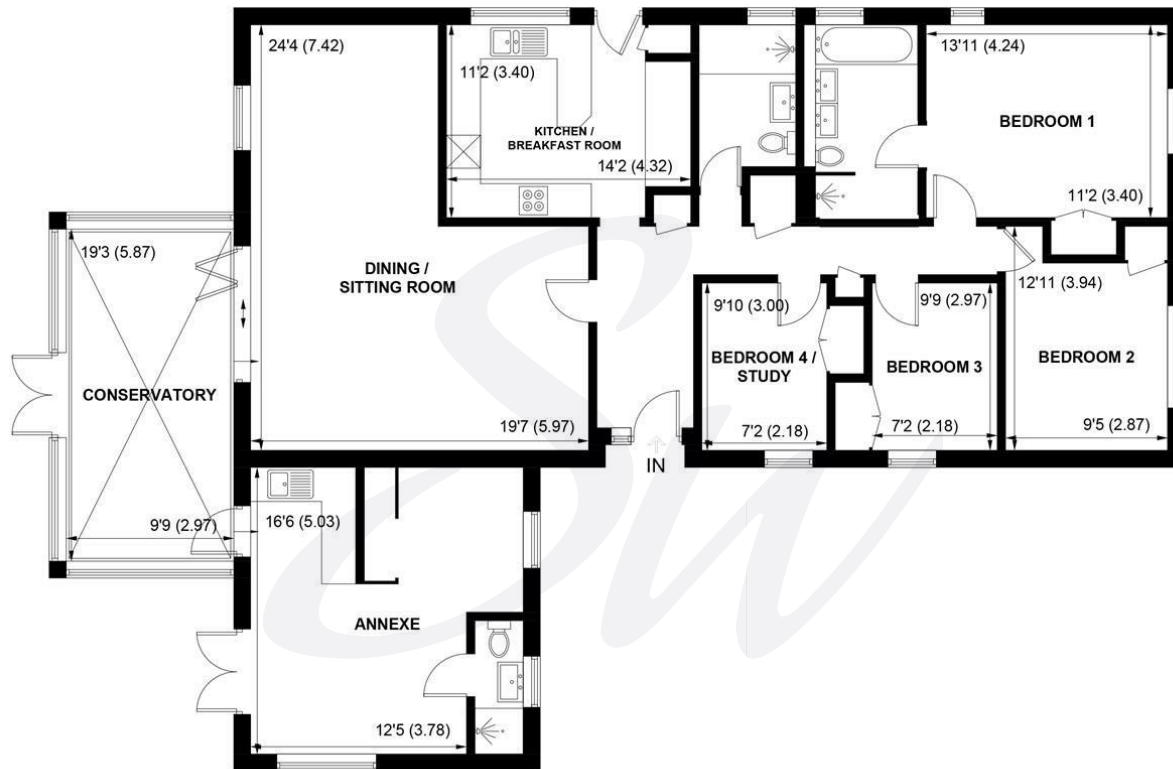 24'4 (7.42)
11'2 (3.40)
KITCHEN /
BREAKFAST ROOM
14'2 (4.32)
13'11 (4.24)
BEDROOM 1
11'2 (3.40)
19'3 (5.87)
CONSERVATORY
9'9 (2.97)
DINING /
SITTING ROOM
19'7 (5.97)
IN
9'10 (3.00)
BEDROOM 4 /
STUDY
7'2 (2.18)
9'9 (2.97)
BEDROOM 3
7'2 (2.18)
12'11 (3.94)
BEDROOM 2
9'5 (2.87)
16'6 (5.03)
ANNEXE
12'5 (3.78)
Sw